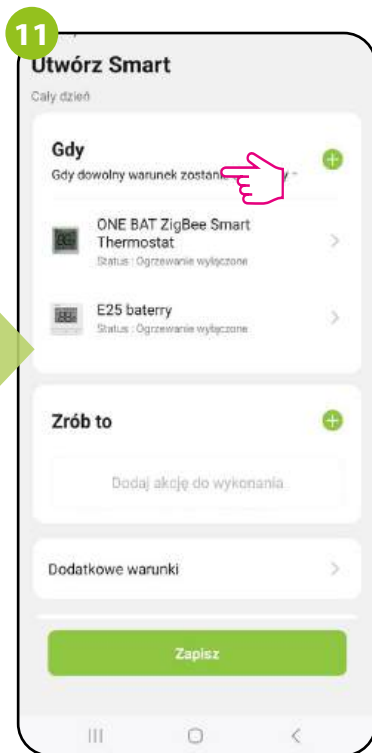 11
Utwórz Smart
Cały dzień
Gdy
Gdy dowolny warunek zostanie
ONE BAT ZigBee Smart
Thermostat
Status : Ogrzewanie wyłączone
E25 baterry
Status : Ogrzewanie wyłączone
Zrób to
Dodaj akcję do wykonania
Dodatkowe warunki
Zapisz